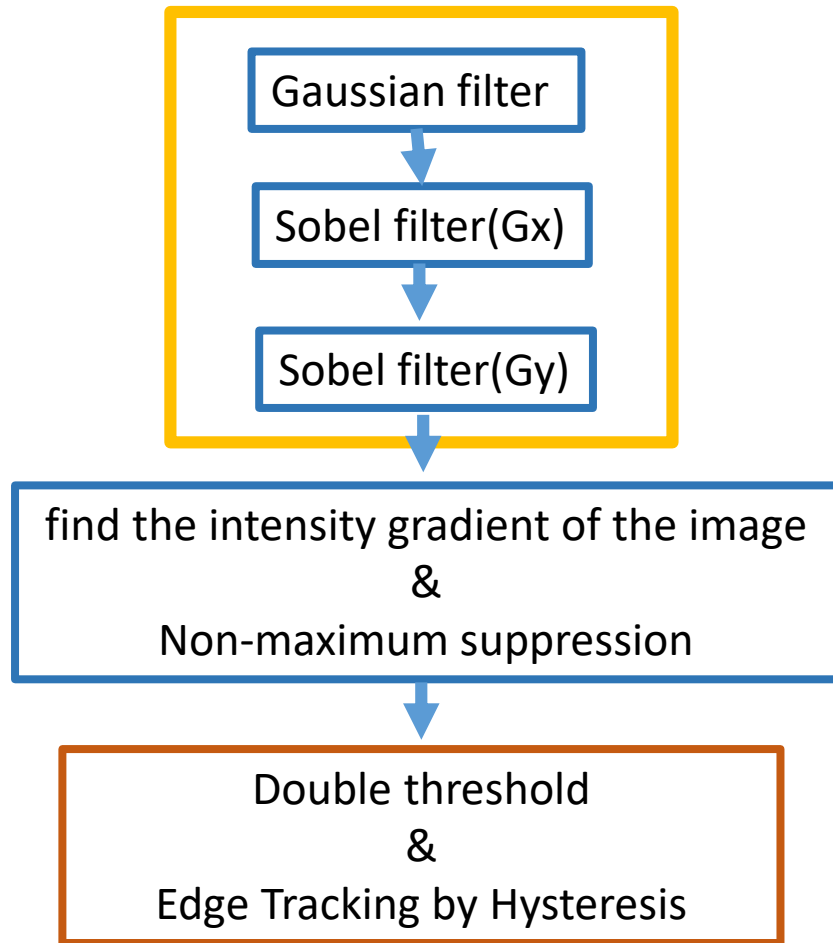 Gaussian filter
Sobel filter(Gx)
Sobel filter(Gy)
find the intensity gradient of the image
&
Non-maximum suppression
Double threshold
&
Edge Tracking by Hysteresis